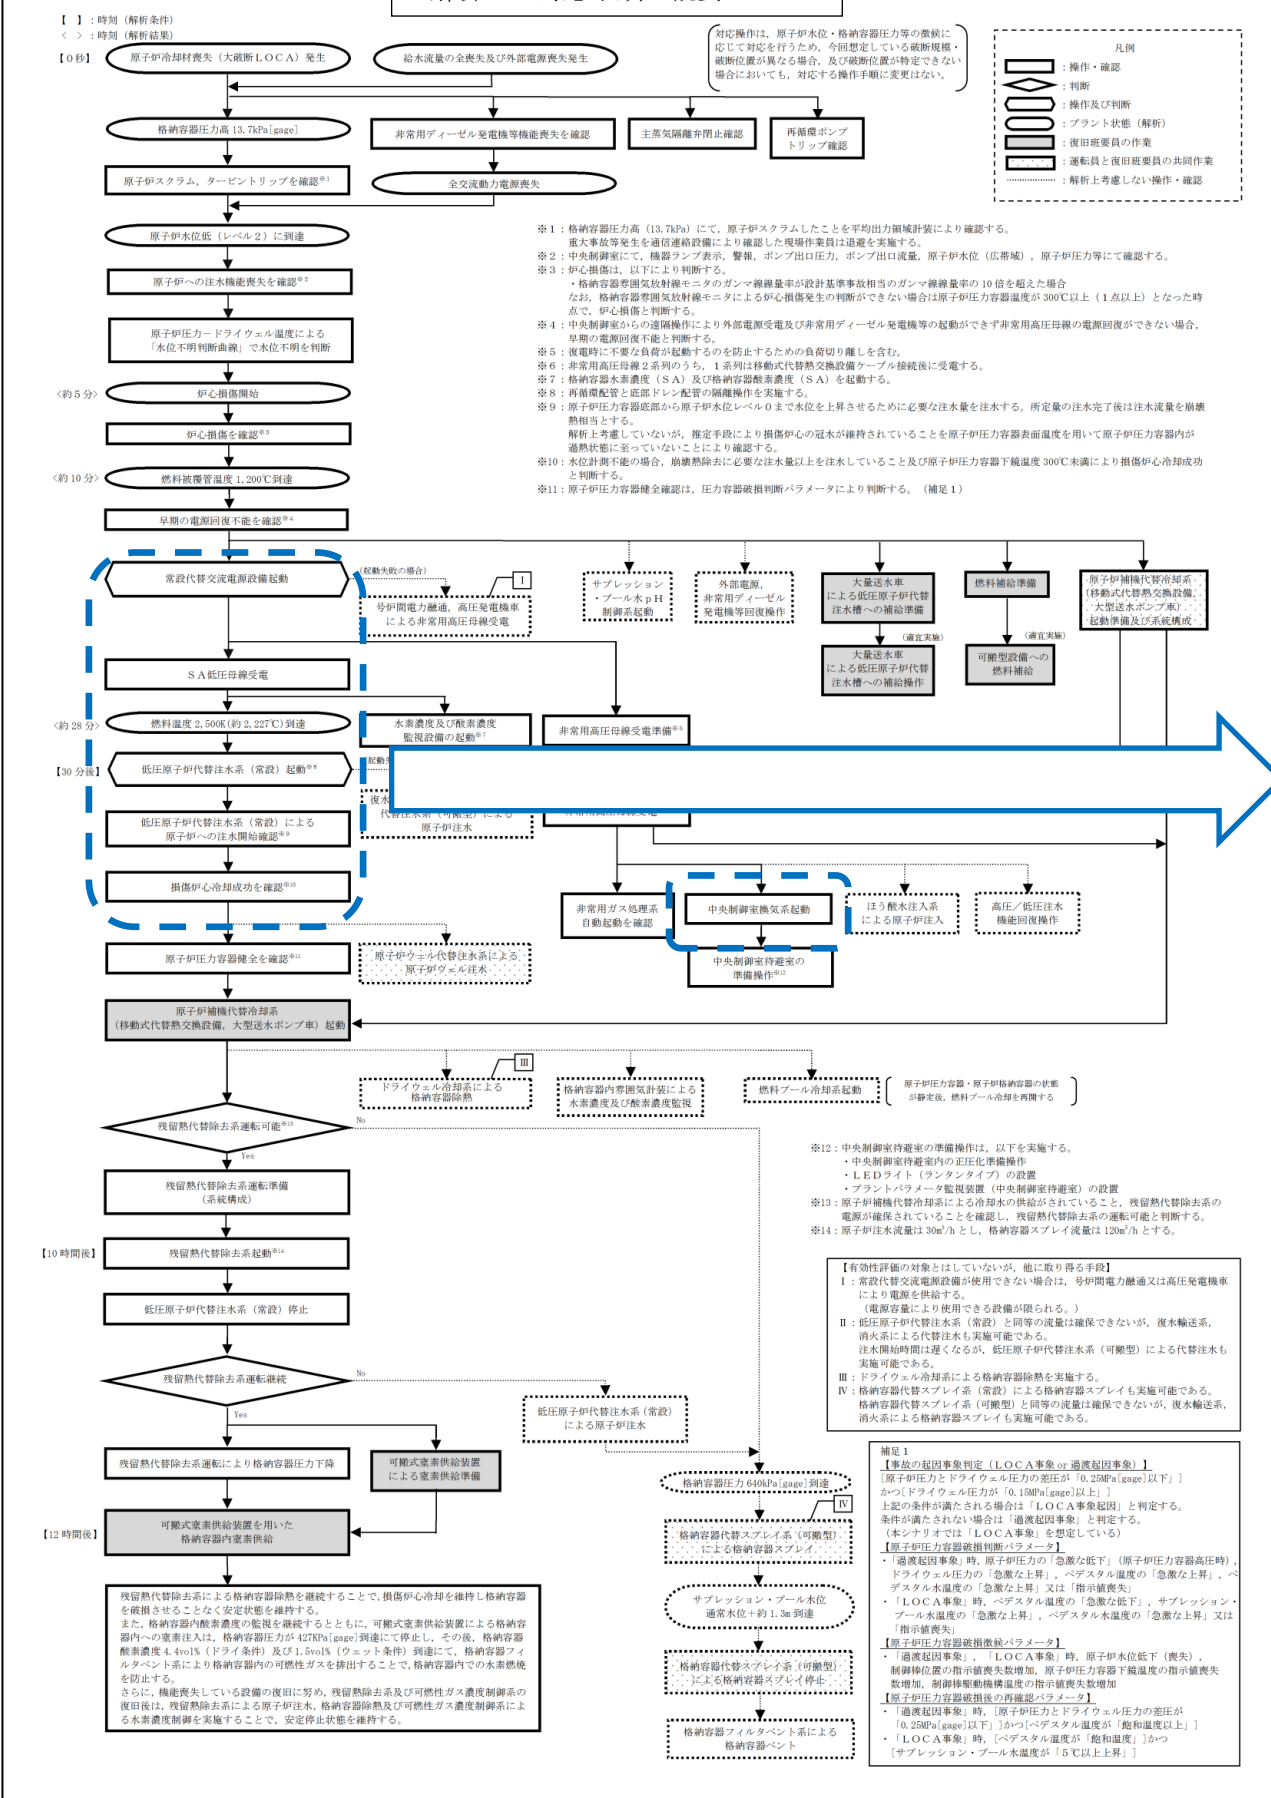 【 】：時刻（解析条件）
< >：時刻（解析結果）
【0秒】
原子炉冷却材喪失（大破断ＬＯＣＡ）発生
給水流量の全喪失及び外部電源喪失発生
対応操作は，原子炉水位・格納容器圧力等の徴候に
応じて対応を行うため，今回想定している破断規模・
破断位置が異なる場合，及び破断位置が特定できない
場合においても，対応する操作手順に変更はない。
凡例
：操作・確認
：判断
：操作及び判断
：プラント状態（解析）
：復旧班要員の作業
：運転員と復旧班要員の共同作業
：解析上考慮しない操作・確認
格納容器圧力高 13.7kPa[gage]
非常用ディーゼル発電機等機能喪失を確認
主蒸気隔離弁閉止確認
再循環ポンプ
トリップ確認
原子炉スクラム，タービントリップを確認※1
全交流動力電源喪失
原子炉水位低（レベル２）に到達
原子炉への注水機能喪失を確認※2
原子炉圧力－ドライウェル温度による
「水位不明判断曲線」で水位不明を判断
<約5分>
炉心損傷開始
炉心損傷を確認※3
<約10分>
燃料被覆管温度 1,200℃到達
早期の電源回復不能を確認※4
※１：格納容器圧力高（13.7kPa）にて，原子炉スクラムしたことを平均出力領域計装により確認する。
重大事故等発生を通信連絡設備により確認した現場作業員は退避を実施する。
※２：中央制御室にて，機器ランプ表示，警報，ポンプ出口圧力，ポンプ出口流量，原子炉水位（広帯域），原子炉圧力等にて確認する。
※３：炉心損傷は，以下により判断する。
・格納容器雰囲気放射線モニタのガンマ線線量率が設計基準事故相当のガンマ線線量率の 10 倍を超えた場合
なお，格納容器雰囲気放射線モニタによる炉心損傷発生の判断ができない場合は原子炉圧力容器温度が 300℃以上（１点以上）となった時
点で，炉心損傷と判断する。
※４：中央制御室からの遠隔操作により外部電源受電及び非常用ディーゼル発電機等の起動ができず非常用高圧母線の電源回復ができない場合，
早期の電源回復不能と判断する。
※５：復電時に不要な負荷が起動するのを防止するための負荷切り離しを含む。
※６：非常用高圧母線２系列のうち，１系列は移動式代替熱交換設備ケーブル接続後に受電する。
※７：格納容器水素濃度（ＳＡ）及び格納容器酸素濃度（ＳＡ）を起動する。
※８：再循環配管と底部ドレン配管の隔離操作を実施する。
※９：原子炉圧力容器底部から原子炉水位レベル０まで水位を上昇させるために必要な注水量を注水する。所定量の注水完了後は注水流量を崩壊
熱相当とする。
解析上考慮していないが，推定手段により損傷炉心の冠水が維持されていることを原子炉圧力容器表面温度を用いて原子炉圧力容器内が
過熱状態に至っていないことにより確認する。
※10：水位計測不能の場合，崩壊熱除去に必要な注水量以上を注水していること及び原子炉圧力容器下鏡温度 300℃未満により損傷炉心冷却成功
と判断する。
※11：原子炉圧力容器健全確認は，圧力容器破損判断パラメータにより判断する。（補足１）
常設代替交流電源設備起動
(起動失敗の場合)
Ⅰ
号炉間電力融通，高圧発電機車
による非常用高圧母線受電
サプレッション
・プール水ｐＨ
制御系起動
外部電源，
非常用ディーゼル
発電機等回復操作
大量送水車
による低圧原子炉代替
注水槽への補給準備
燃料補給準備
原子炉補機代替冷却系
(移動式代替熱交換設備，
大型送水ポンプ車)
起動準備及び系統構成
(適宜実施)
(適宜実施)
大量送水車
による低圧原子炉代替
注水槽への補給操作
可搬型設備への
燃料補給
ＳＡ低圧母線受電
<約28分>
燃料温度 2,500K(約2,227℃)到達
水素濃度及び酸素濃度
監視設備の起動※7
非常用高圧母線受電準備※5
【30分後】
低圧原子炉代替注水系（常設）起動※8
(起動失
復水
代替注水系（可搬型）による
原子炉注水
非常用高圧母線受電
低圧原子炉代替注水系（常設）による
原子炉への注水開始確認※9
損傷炉心冷却成功を確認※10
非常用ガス処理系
自動起動を確認
中央制御室換気系起動
ほう酸水注入系
による原子炉注入
高圧／低圧注水
機能回復操作
中央制御室待避室の
準備操作※12
原子炉圧力容器健全を確認※11
原子炉ウェル代替注水系による
原子炉ウェル注水
原子炉補機代替冷却系
(移動式代替熱交換設備，大型送水ポンプ車) 起動
Ⅲ
ドライウェル冷却系による
格納容器除熱
格納容器内雰囲気計装による
水素濃度及び酸素濃度監視
燃料プール冷却系起動
原子炉圧力容器・原子炉格納容器の状態
が静定後，燃料プール冷却を再開する
残留熱代替除去系運転可能※13
No
Yes
残留熱代替除去系運転準備
(系統構成)
【10時間後】
残留熱代替除去系起動※14
低圧原子炉代替注水系（常設）停止
※12：中央制御室待避室の準備操作は，以下を実施する。
・中央制御室待避室内の正圧化準備操作
・ＬＥＤライト（ランタンタイプ）の設置
・プラントパラメータ監視装置（中央制御室待避室）の設置
※13：原子炉補機代替冷却系による冷却水の供給がされていること，残留熱代替除去系の
電源が確保されていることを確認し，残留熱代替除去系の運転可能と判断する。
※14：原子炉注水流量は 30m³/h とし，格納容器スプレイ流量は 120m³/h とする。
【有効性評価の対象とはしていないが，他に取り得る手段】
Ⅰ：常設代替交流電源設備が使用できない場合は，号炉間電力融通又は高圧発電機車
により電源を供給する。
（電源容量により使用できる設備が限られる。）
Ⅱ：低圧原子炉代替注水系（常設）と同等の流量は確保できないが，復水輸送系，
消火系による代替注水も実施可能である。
注水開始時間は遅くなるが，低圧原子炉代替注水系（可搬型）による代替注水も
実施可能である。
Ⅲ：ドライウェル冷却系による格納容器除熱を実施する。
Ⅳ：格納容器代替スプレイ系（常設）による格納容器スプレイも実施可能である。
格納容器代替スプレイ系（可搬型）と同等の流量は確保できないが，復水輸送系，
消火系による格納容器スプレイも実施可能である。
残留熱代替除去系運転継続
No
Yes
低圧原子炉代替注水系（常設）
による原子炉注水
残留熱代替除去系運転により格納容器圧力下降
可搬式窒素供給装置
による窒素供給準備
【12時間後】
可搬式窒素供給装置を用いた
格納容器内窒素供給
格納容器圧力 640kPa[gage]到達
Ⅳ
格納容器代替スプレイ系（可搬型）
による格納容器スプレイ
サプレッション・プール水位
通常水位＋約 1.3m 到達
格納容器代替スプレイ系（可搬型）
による格納容器スプレイ停止
格納容器フィルタベント系による
格納容器ベント
残留熱代替除去系による格納容器除熱を継続することで，損傷炉心冷却を維持し格納容器
を破損させることなく安定状態を維持する。
また，格納容器内酸素濃度の監視を継続するとともに，可搬式窒素供給装置による格納容
器内への窒素注入は，格納容器圧力が 427KPa[gage]到達にて停止し，その後，格納容器
酸素濃度 4.4vol%（ドライ条件）及び 1.5vol%（ウェット条件）到達にて，格納容器フィ
ルタベント系により格納容器内の可燃性ガスを排出することで，格納容器内での水素燃焼
を防止する。
さらに，機能喪失している設備の復旧に努め，残留熱除去系及び可燃性ガス濃度制御系の
復旧後は，残留熱除去系による原子炉注水，格納容器除熱及び可燃性ガス濃度制御系によ
る水素濃度制御を実施することで，安定停止状態を維持する。
補足１
【事故の起因事象判定（ＬＯＣＡ事象 or 過渡起因事象）】
[原子炉圧力とドライウェル圧力の差圧が「0.25MPa[gage]以下」]
かつ[ドライウェル圧力が「0.15MPa[gage]以上」]
上記の条件が満たされる場合は「ＬＯＣＡ事象起因」と判定する。
条件が満たされない場合は「過渡起因事象」と判定する。
（本シナリオでは「ＬＯＣＡ事象」を想定している）
【原子炉圧力容器破損判断パラメータ】
・「過渡起因事象」時，原子炉圧力の「急激な低下」（原子炉圧力容器高圧時），
ドライウェル圧力の「急激な上昇」，ペデスタル温度の「急激な上昇」，ペ
デスタル水温度の「急激な上昇」又は「指示値喪失」
・「ＬＯＣＡ事象」時，ペデスタル温度の「急激な低下」，サプレッション・
プール水温度の「急激な上昇」，ペデスタル水温度の「急激な上昇」又は
「指示値喪失」
【原子炉圧力容器破損徴候パラメータ】
・「過渡起因事象」，「ＬＯＣＡ事象」時，原子炉水位低下（喪失），
制御棒位置の指示値喪失数増加，原子炉圧力容器下鏡温度の指示値喪失
数増加，制御棒駆動機構温度の指示値喪失数増加
【原子炉圧力容器破損後の再確認パラメータ】
・「過渡起因事象」時，[原子炉圧力とドライウェル圧力の差圧が
「0.25MPa[gage]以下」]かつ[ペデスタル温度が「飽和温度以上」]
・「ＬＯＣＡ事象」時，[ペデスタル温度が「飽和温度」]かつ
[サプレッション・プール水温度が「５℃以上上昇」]